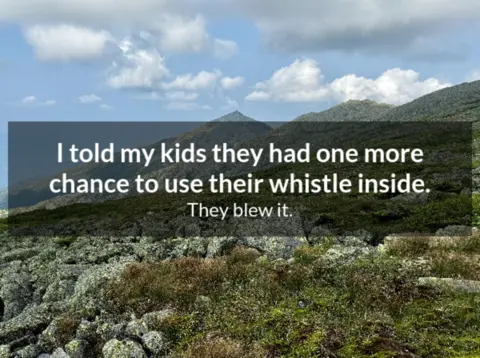 I told my kids they had one more
chance to use their whistle inside.
They blew it.